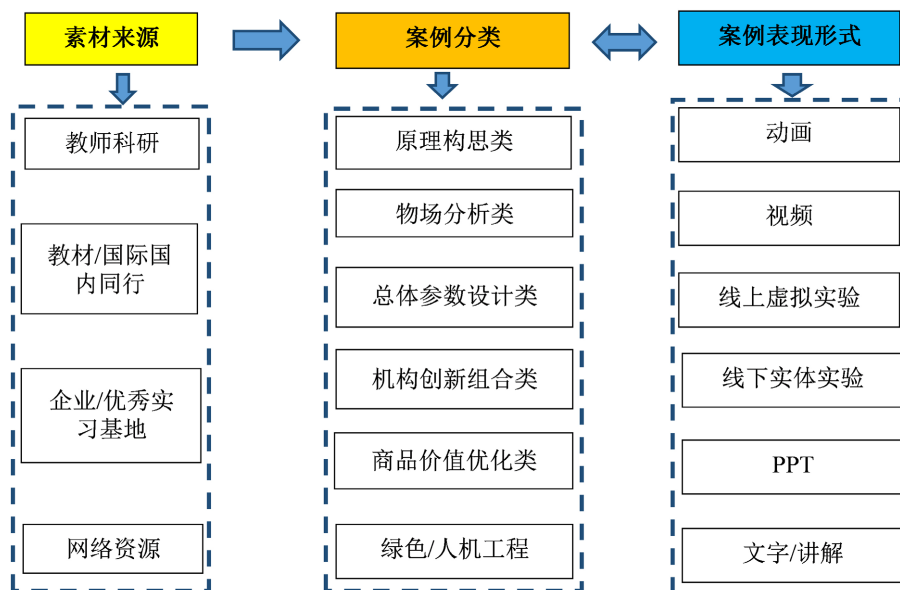 素材来源
案例分类
案例表现形式
教师科研
教材/国际国
内同行
企业/优秀实
习基地
网络资源
原理构思类
物场分析类
总体参数设计类
机构创新组合类
商品价值优化类
绿色/人机工程
动画
视频
线上虚拟实验
线下实体实验
PPT
文字/讲解